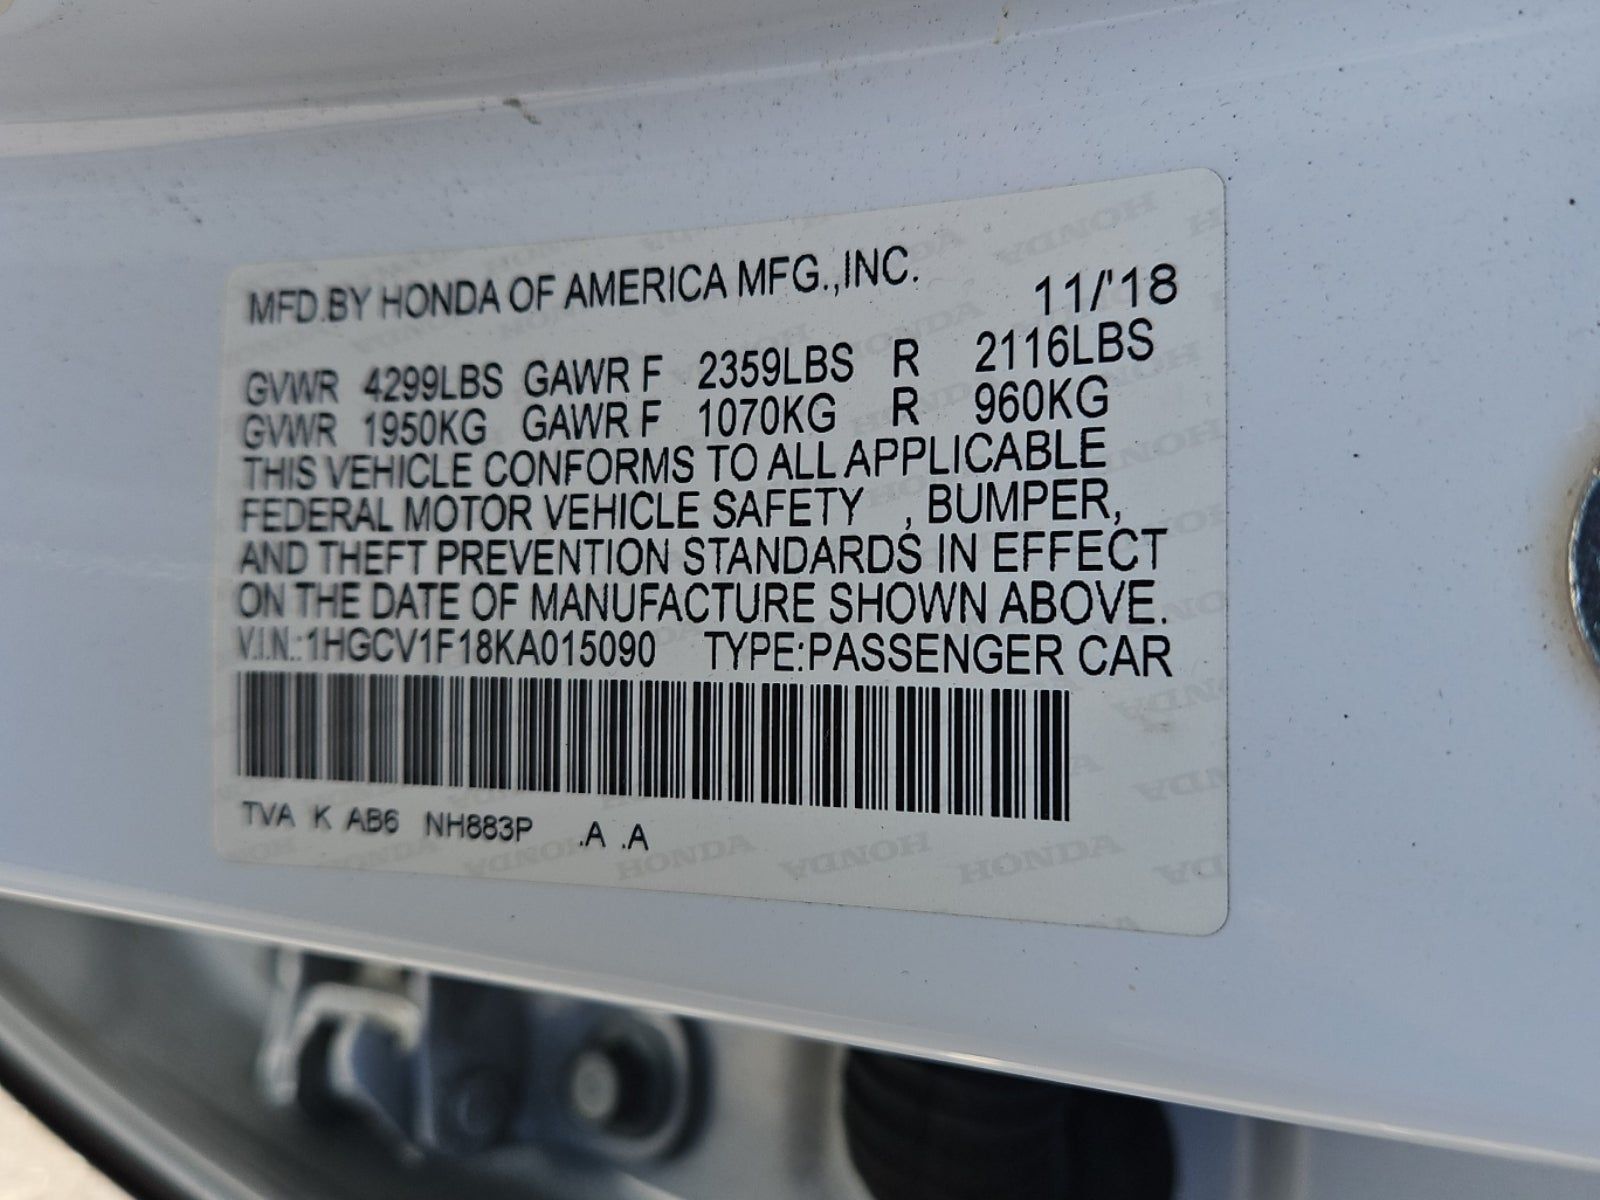 MFD.BY HONDA OF AMERICA MFG.,INC. 11/'18
GVWR 4299LBS GAWR F 2359LBS R 2116LBS
GVWR 1950KG GAWR F 1070KG R 960KG
THIS VEHICLE CONFORMS TO ALL APPLICABLE
FEDERAL MOTOR VEHICLE SAFETY , BUMPER,
AND THEFT PREVENTION STANDARDS IN EFFECT
ON THE DATE OF MANUFACTURE SHOWN ABOVE.
V.I.N.:1HGCV1F18KA015090 TYPE:PASSENGER CAR
TVA K AB6 NH883P .A .A